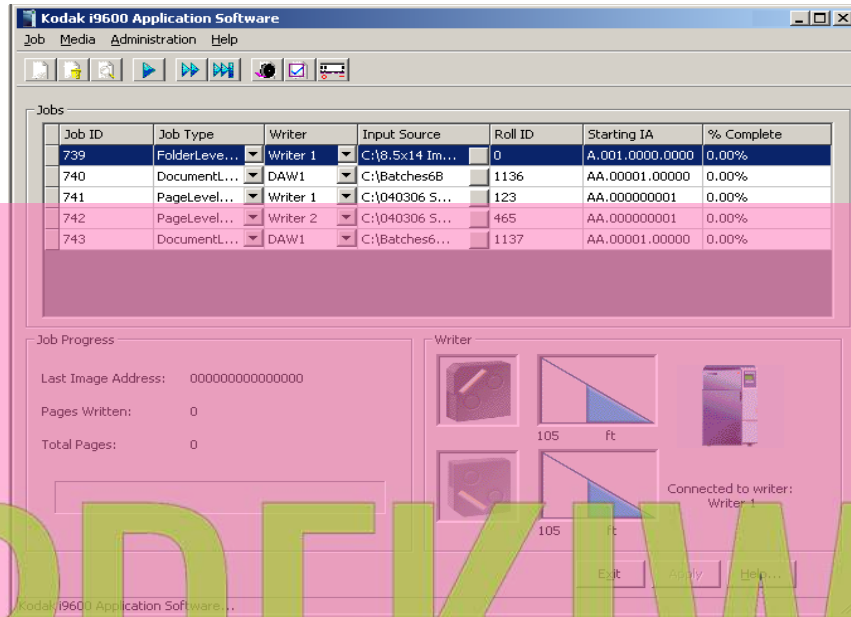 Kodak i9600 Application Software
Job Media Administration Help
Jobs
Job ID Job Type Writer Input Source Roll ID Starting IA % Complete
739 FolderLeve... Writer 1 C:\8.5x14 Im... 0 A.001.0000.0000 0.00%
740 DocumentL... DAW1 C:\Batches6B 1136 AA.00001.00000 0.00%
741 PageLevel... Writer 1 C:\040306 S... 123 AA.000000001 0.00%
742 PageLevel... Writer 2 C:\040306 S... 465 AA.000000001 0.00%
743 DocumentL... DAW1 C:\Batches6... 1137 AA.00001.00000 0.00%
Job Progress
Last Image Address: 000000000000000
Pages Written: 0
Total Pages: 0
Writer
105 ft
105 ft
Connected to writer:
Writer 1
Exit Apply Help...
Kodak i9600 Application Software...